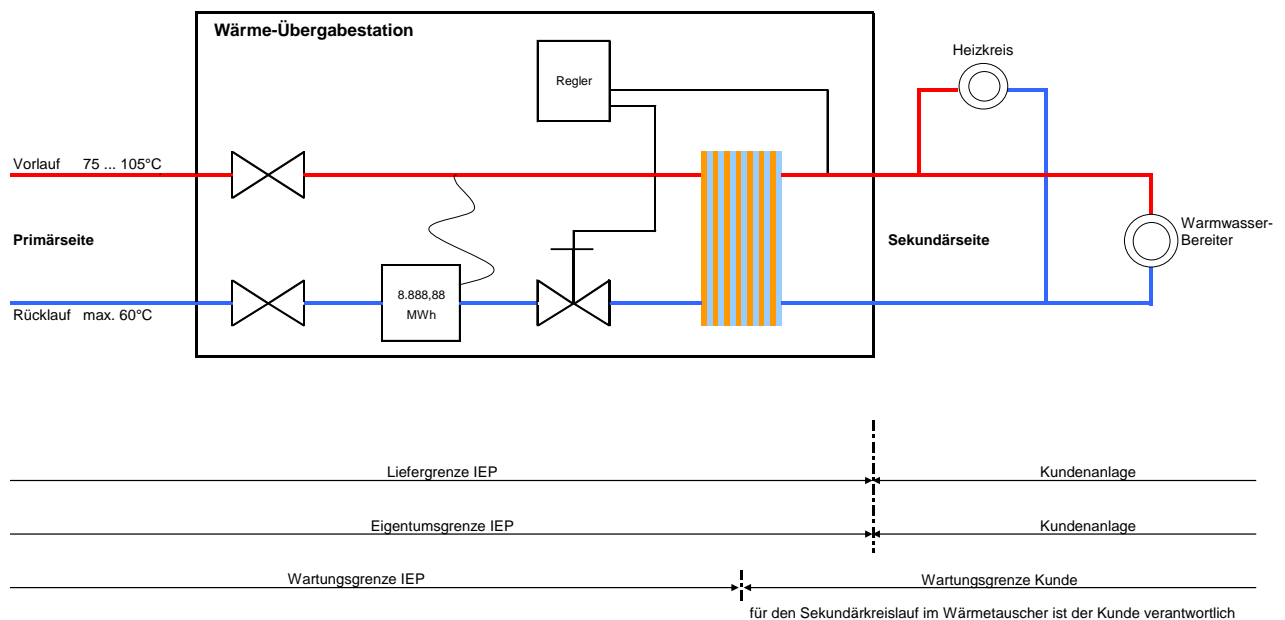 Wärme-Übergabestation
Heizkreis
Regler
Vorlauf 75 ... 105°C
Primärseite
Sekundärseite
Warmwasser-
Bereiter
8.888,88
MWh
Rücklauf max. 60°C
Liefergrenze IEP
Kundenanlage
Eigentumsgrenze IEP
Kundenanlage
Wartungsgrenze IEP
Wartungsgrenze Kunde
für den Sekundärkreislauf im Wärmetauscher ist der Kunde verantwortlich